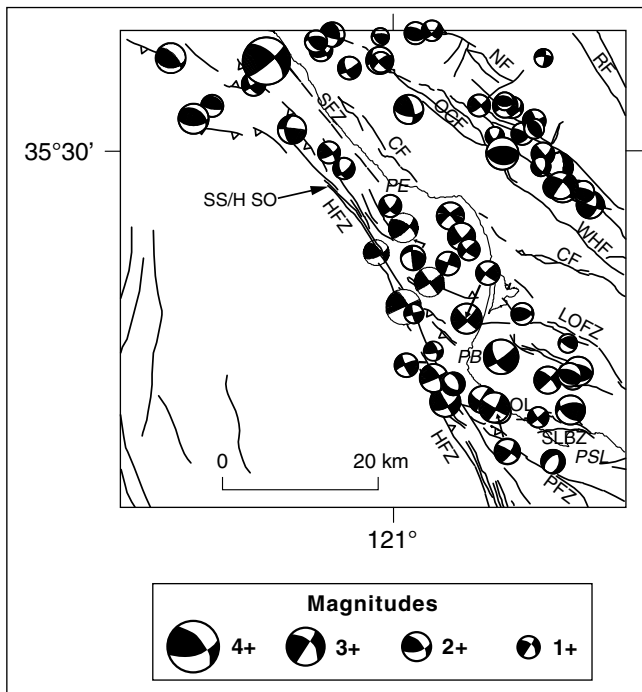 NF
RF
SFZ
OCF
CF
35°30'
PE
SS/H SO
HFZ
WHF
CF
LOFZ
PB
OL
SLBZ
HFZ
PSL
PFZ
0
20 km
121°
Magnitudes
4+
3+
2+
1+